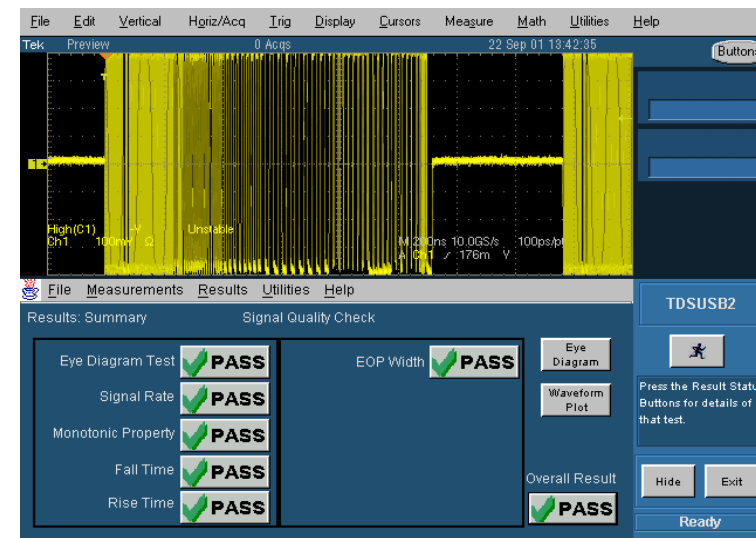 File Edit Vertical Horiz/Acq Trig Display Cursors Measure Math Utilities Help
Tek Preview 0 Acqs 22 Sep 01 13:42:35
Button
T
1
High(C1) -V Unstable
Ch1 100mV Ω M 200ns 10.0GS/s 100ps/pt
A Ch1 176m V
File Measurements Results Utilities Help
TDSUSB2
Results: Summary Signal Quality Check
Eye Diagram Test PASS
Signal Rate PASS
Monotonic Property PASS
Fall Time PASS
Rise Time PASS
EOP Width PASS
Eye
Diagram
Waveform
Plot
Overall Result
PASS
Press the Result Statu
Buttons for details of
that test.
Hide Exit
Ready